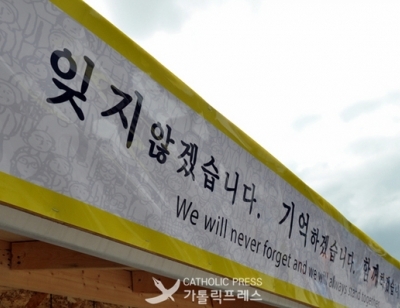 잊지않겠습니다. 기억하겠습니다. 함께
We will never forget and we will always stand
CATHOLIC PRESS
가톨릭프레스